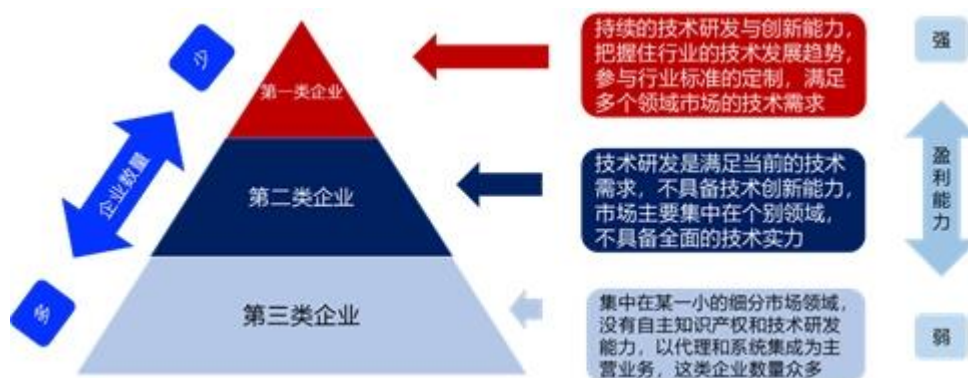 少
企业数量
多
第一类企业
第二类企业
第三类企业
持续的技术研发与创新能力，
把握住行业的技术发展趋势，
参与行业标准的定制，满足
多个领域市场的技术需求
技术研发是满足当前的技术
需求，不具备技术创新能力，
市场主要集中在个别领域，
不具备全面的技术实力
集中在某一小的细分市场领域，
没有自主知识产权和技术研发
能力，以代理和系统集成为主
营业务，这类企业数量众多
强
盈利能力
弱